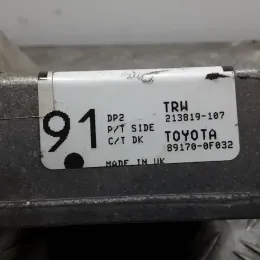 91
DP2
P/T SIDE
C/T DK
TRW
213819-107
TOYOTA
89170-0F032
MADE IN UK